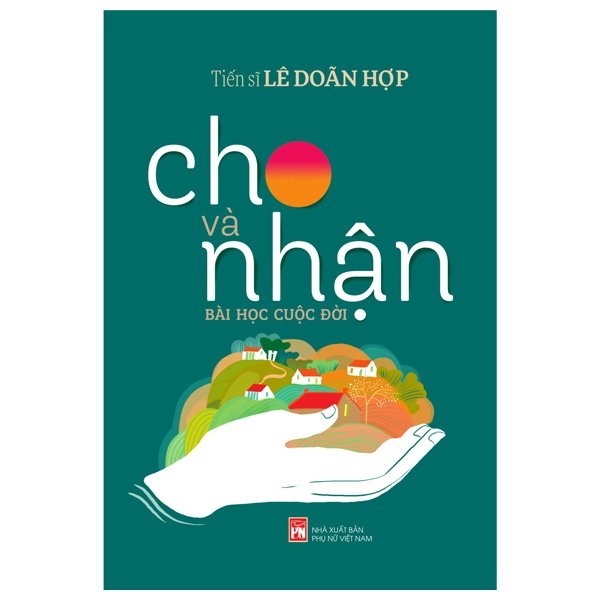 Tiến sĩ LÊ DOÃN HỢP
cho
và
nhận
BÀI HỌC CUỘC ĐỜI
PN
NHÀ XUẤT BẢN
PHỤ NỮ VIỆT NAM